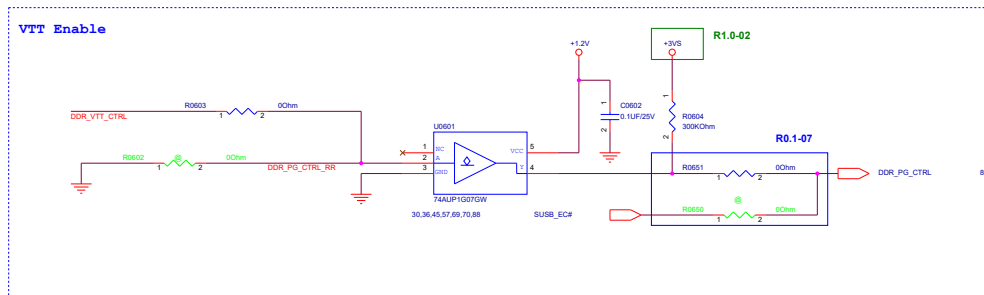 VTT Enable
R1.0-02
+1.2V
+3VS
R0603
0Ohm
1
2
DDR_VTT_CTRL
1
C0602
0.1UF/25V
2
1
R0604
300KOhm
2
U0601
R0.1-07
R0602
@
0Ohm
1
2
DDR_PG_CTRL_RR
1
NC
VCC
5
2
A
3
GND
Y
4
R0651
0Ohm
1
2
DDR_PG_CTRL
8
74AUP1G07GW
@
30,36,45,57,69,70,88
SUSB_EC#
R0650
0Ohm
1
2